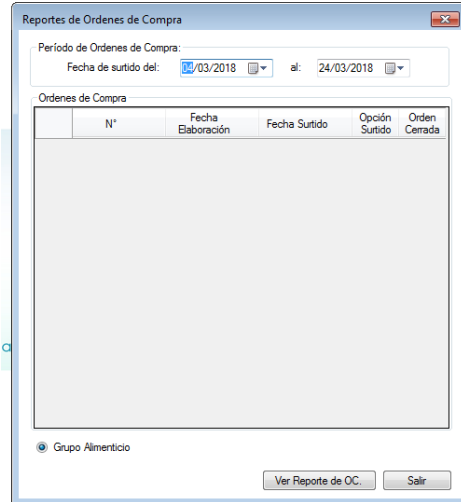 Reportes de Ordenes de Compra
Período de Ordenes de Compra:
Fecha de surtido del: 04/03/2018 al: 24/03/2018
Ordenes de Compra
N° Fecha Elaboración Fecha Surtido Opción Surtido Orden Cerrada
Grupo Alimenticio
Ver Reporte de OC. Salir